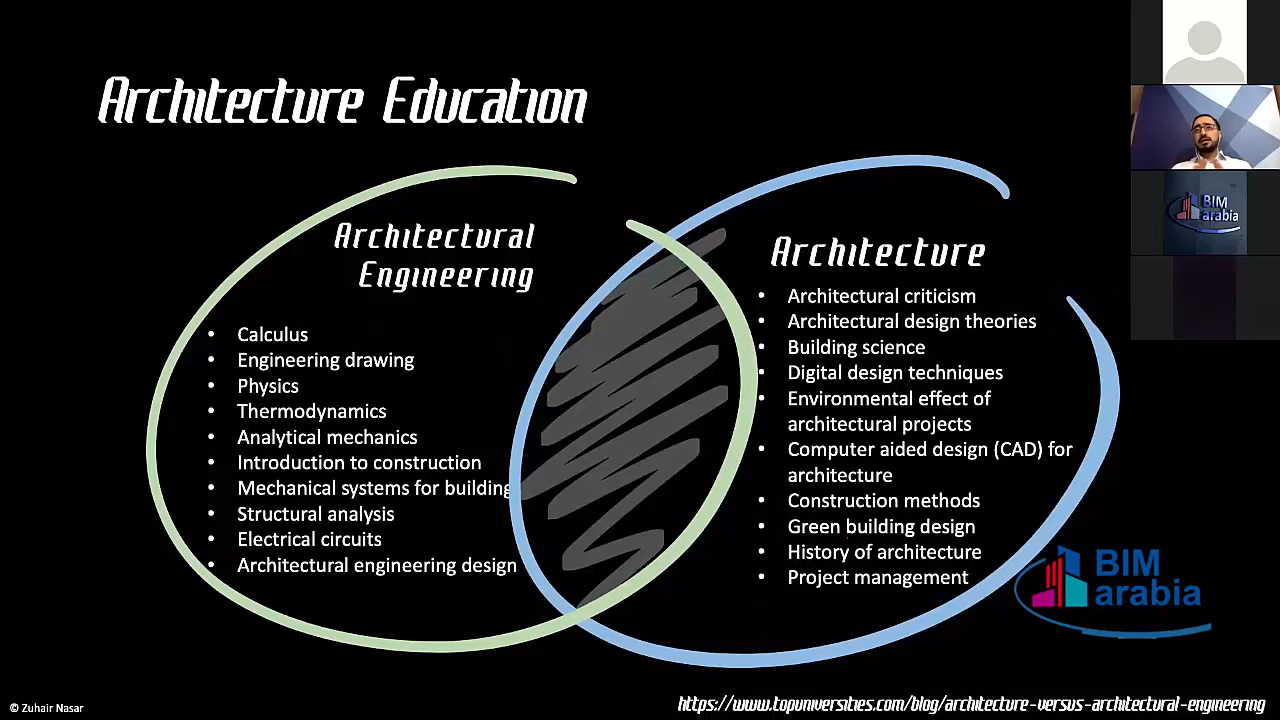 Architecture Education
Architectural
Engineering
• Calculus
• Engineering drawing
• Physics
• Thermodynamics
• Analytical mechanics
• Introduction to construction
• Mechanical systems for building
• Structural analysis
• Electrical circuits
• Architectural engineering design
Architecture
• Architectural criticism
• Architectural design theories
• Building science
• Digital design techniques
• Environmental effect of
architectural projects
• Computer aided design (CAD) for
architecture
• Construction methods
• Green building design
• History of architecture
• Project management
BIM
arabia
BIM
arabia
© Zuhair Nasar
https://www.topuniversities.com/blog/architecture-versus-architectural-engineering